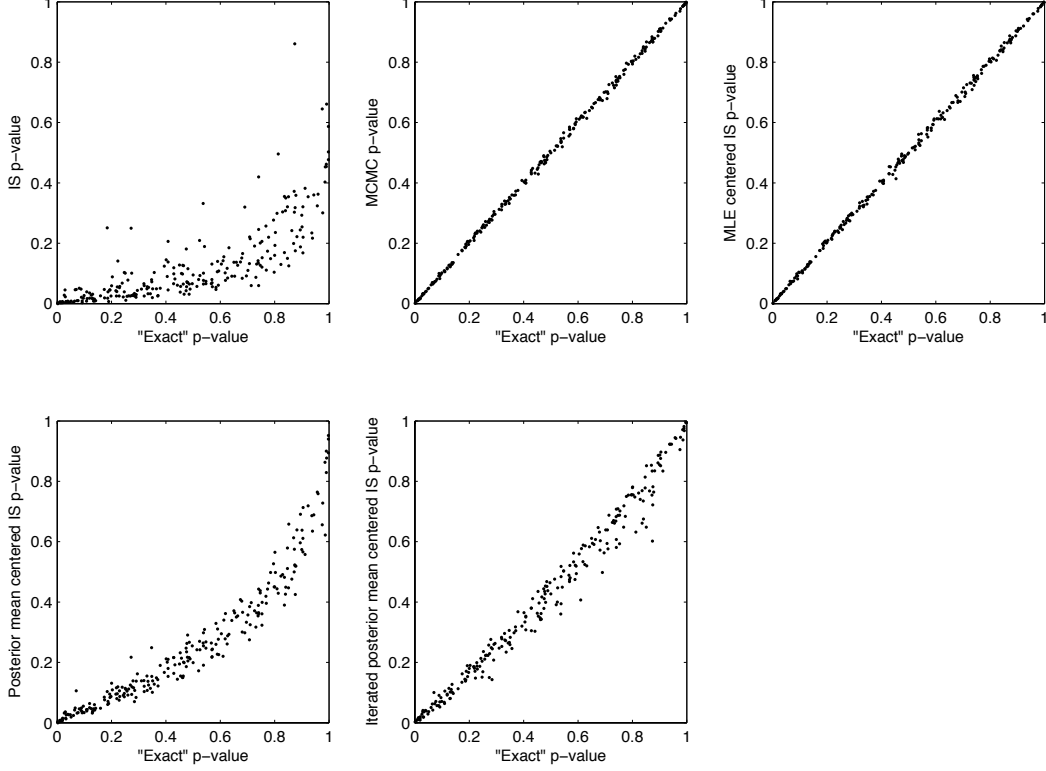 1
0.8
0.6
0.4
0.2
0
0 0.2 0.4 0.6 0.8 1
"Exact" p−value
IS p−value
1
0.8
0.6
0.4
0.2
0
0 0.2 0.4 0.6 0.8 1
"Exact" p−value
MCMC p−value
1
0.8
0.6
0.4
0.2
0
0 0.2 0.4 0.6 0.8 1
"Exact" p−value
MLE centered IS p−value
1
0.8
0.6
0.4
0.2
0
0 0.2 0.4 0.6 0.8 1
"Exact" p−value
Posterior mean centered IS p−value
1
0.8
0.6
0.4
0.2
0
0 0.2 0.4 0.6 0.8 1
"Exact" p−value
Iterated posterior mean centered IS p−value